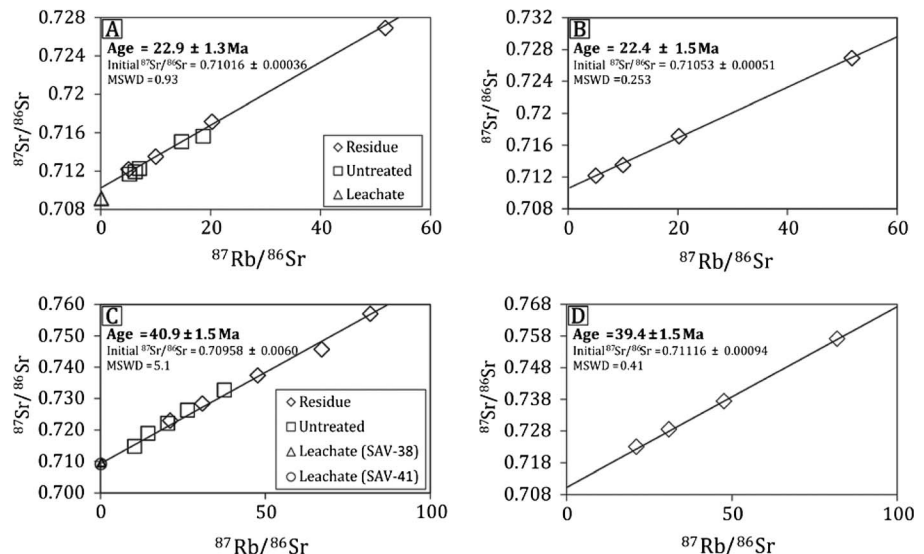 A
Age = 22.9 ± 1.3 Ma
Initial ⁸⁷Sr/⁸⁶Sr = 0.71016 ± 0.00036
MSWD = 0.93
0.728
0.724
0.72
0.716
0.712
0.708
⁸⁷Sr/⁸⁶Sr
Residue
Untreated
Leachate
0 20 40 60
⁸⁷Rb/⁸⁶Sr
B
Age = 22.4 ± 1.5 Ma
Initial ⁸⁷Sr/⁸⁶Sr = 0.71053 ± 0.00051
MSWD = 0.253
0.732
0.728
0.724
0.72
0.716
0.712
0.708
⁸⁷Sr/⁸⁶Sr
0 10 20 30 40 50 60
⁸⁷Rb/⁸⁶Sr
C
Age = 40.9 ± 1.5 Ma
Initial ⁸⁷Sr/⁸⁶Sr = 0.70958 ± 0.0060
MSWD = 5.1
0.760
0.750
0.740
0.730
0.720
0.710
0.700
⁸⁷Sr/⁸⁶Sr
Residue
Untreated
Leachate (SAV-38)
Leachate (SAV-41)
0 50 100
⁸⁷Rb/⁸⁶Sr
D
Age = 39.4 ± 1.5 Ma
Initial ⁸⁷Sr/⁸⁶Sr = 0.71116 ± 0.00094
MSWD = 0.41
0.768
0.758
0.748
0.738
0.728
0.718
0.708
⁸⁷Sr/⁸⁶Sr
0 20 40 60 80 100
⁸⁷Rb/⁸⁶Sr